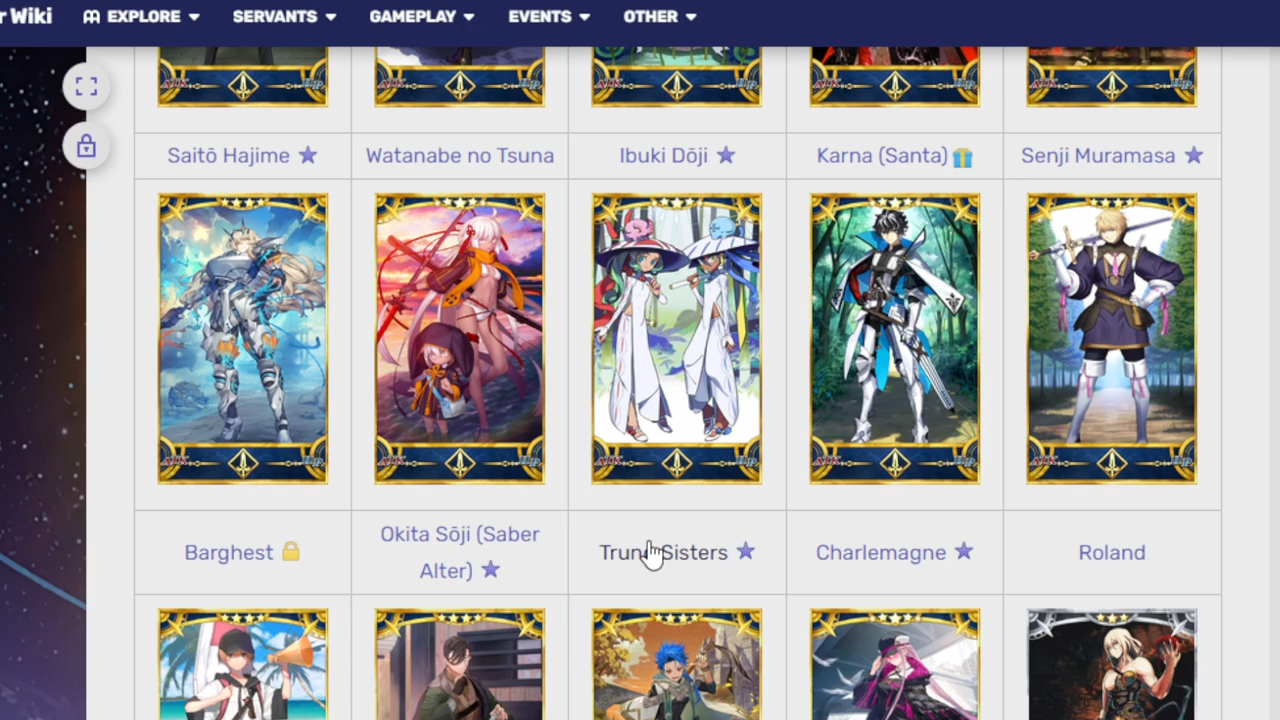 r Wiki
EXPLORE
SERVANTS
GAMEPLAY
EVENTS
OTHER
Saitō Hajime
Watanabe no Tsuna
Ibuki Dōji
Karna (Santa)
Senji Muramasa
Barghest
Okita Sōji (Saber
Alter)
Sisters
Charlemagne
Roland